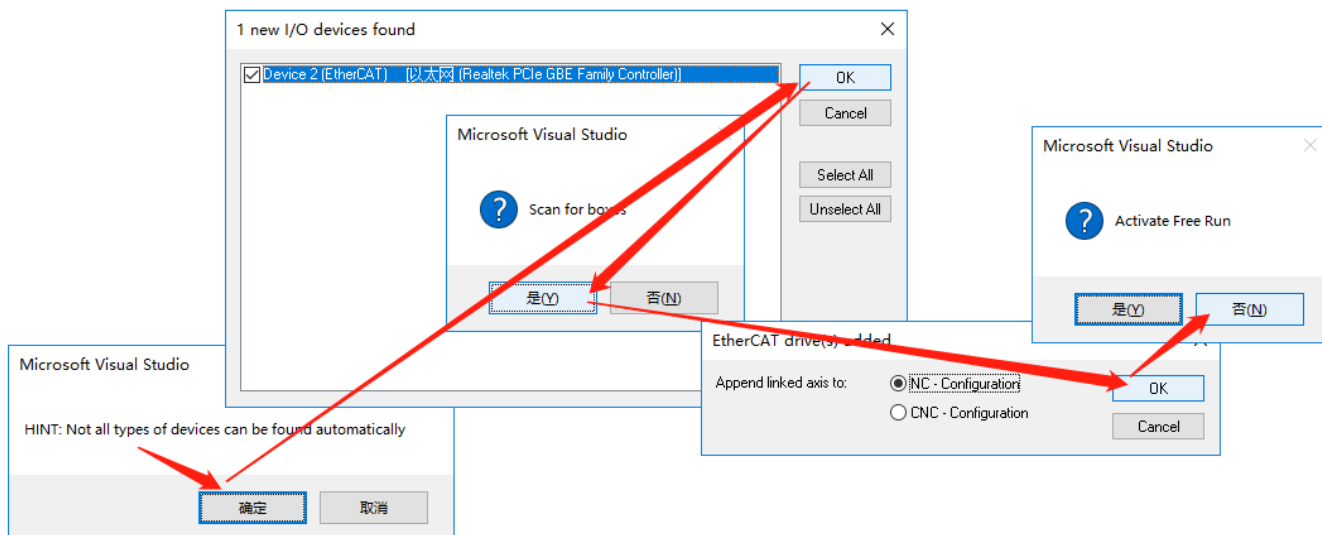 1 new I/O devices found
Device 2 (EtherCAT) [以太网 (Realtek PCIe GBE Family Controller)]
OK
Cancel
Select All
Unselect All
Microsoft Visual Studio
Scan for boxes
是(Y)
否(N)
Microsoft Visual Studio
Activate Free Run
是(Y)
否(N)
EtherCAT drive(s) added
Append linked axis to:
NC - Configuration
CNC - Configuration
OK
Cancel
Microsoft Visual Studio
HINT: Not all types of devices can be found automatically
确定
取消